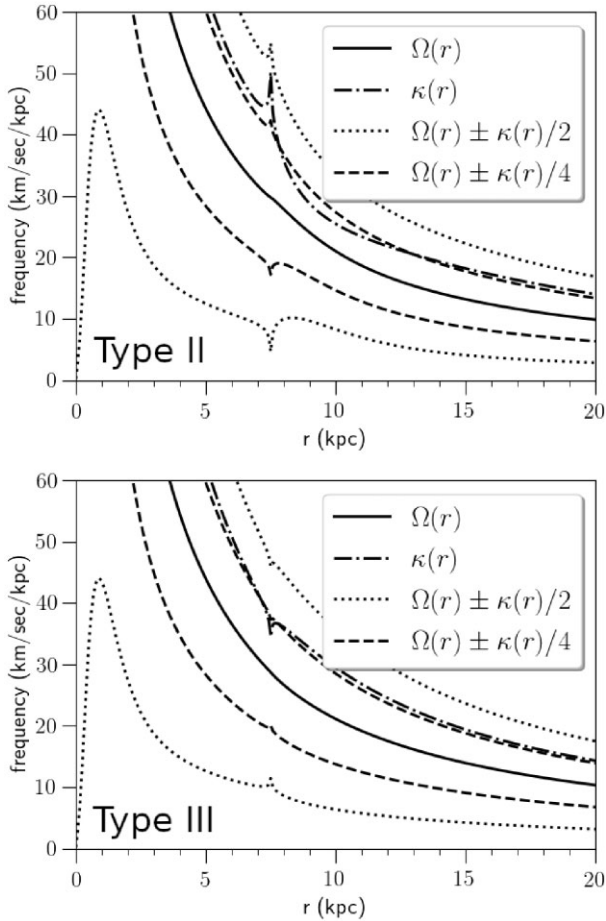 60
50
40
30
20
10
0
frequency (km/sec/kpc)
Ω(r)
κ(r)
Ω(r) ± κ(r)/2
Ω(r) ± κ(r)/4
Type II
0 5 10 15 20
r (kpc)
60
50
40
30
20
10
0
frequency (km/sec/kpc)
Ω(r)
κ(r)
Ω(r) ± κ(r)/2
Ω(r) ± κ(r)/4
Type III
0 5 10 15 20
r (kpc)